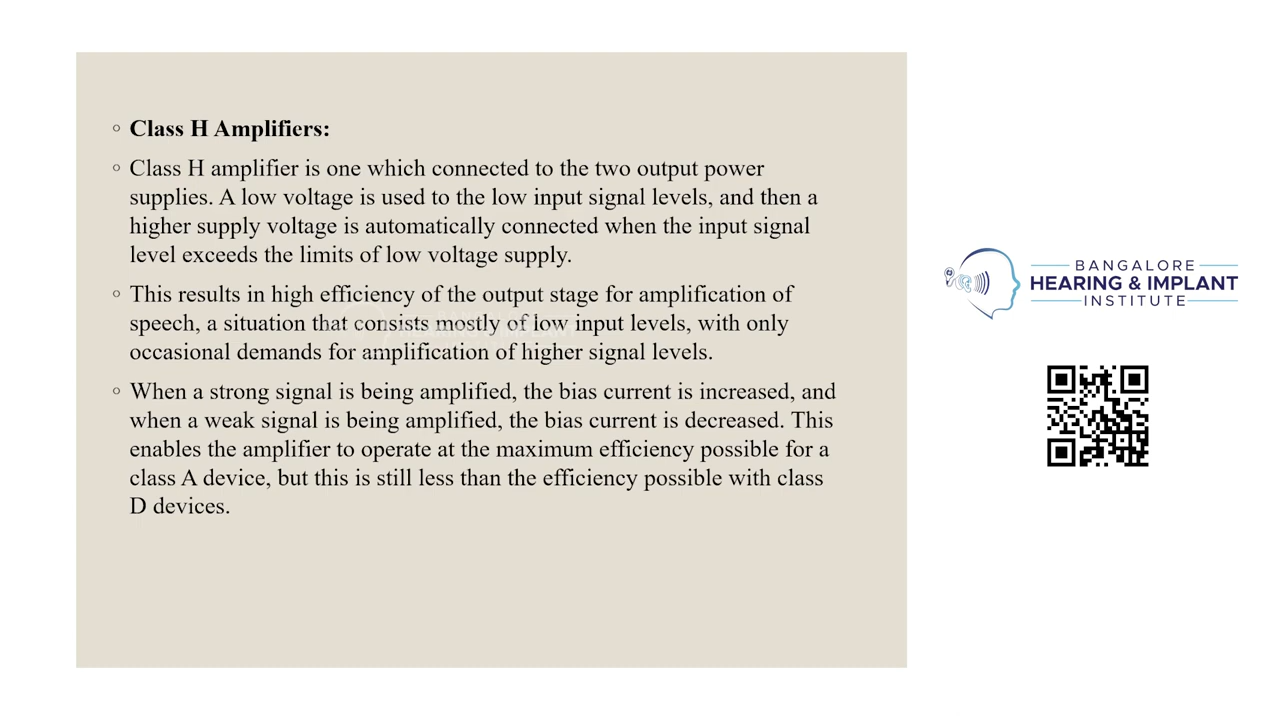 Class H Amplifiers:
Class H amplifier is one which connected to the two output power
supplies. A low voltage is used to the low input signal levels, and then a
higher supply voltage is automatically connected when the input signal
level exceeds the limits of low voltage supply.
This results in high efficiency of the output stage for amplification of
speech, a situation that consists mostly of low input levels, with only
occasional demands for amplification of higher signal levels.
When a strong signal is being amplified, the bias current is increased, and
when a weak signal is being amplified, the bias current is decreased. This
enables the amplifier to operate at the maximum efficiency possible for a
class A device, but this is still less than the efficiency possible with class
D devices.
BANGALORE
HEARING & IMPLANT
INSTITUTE